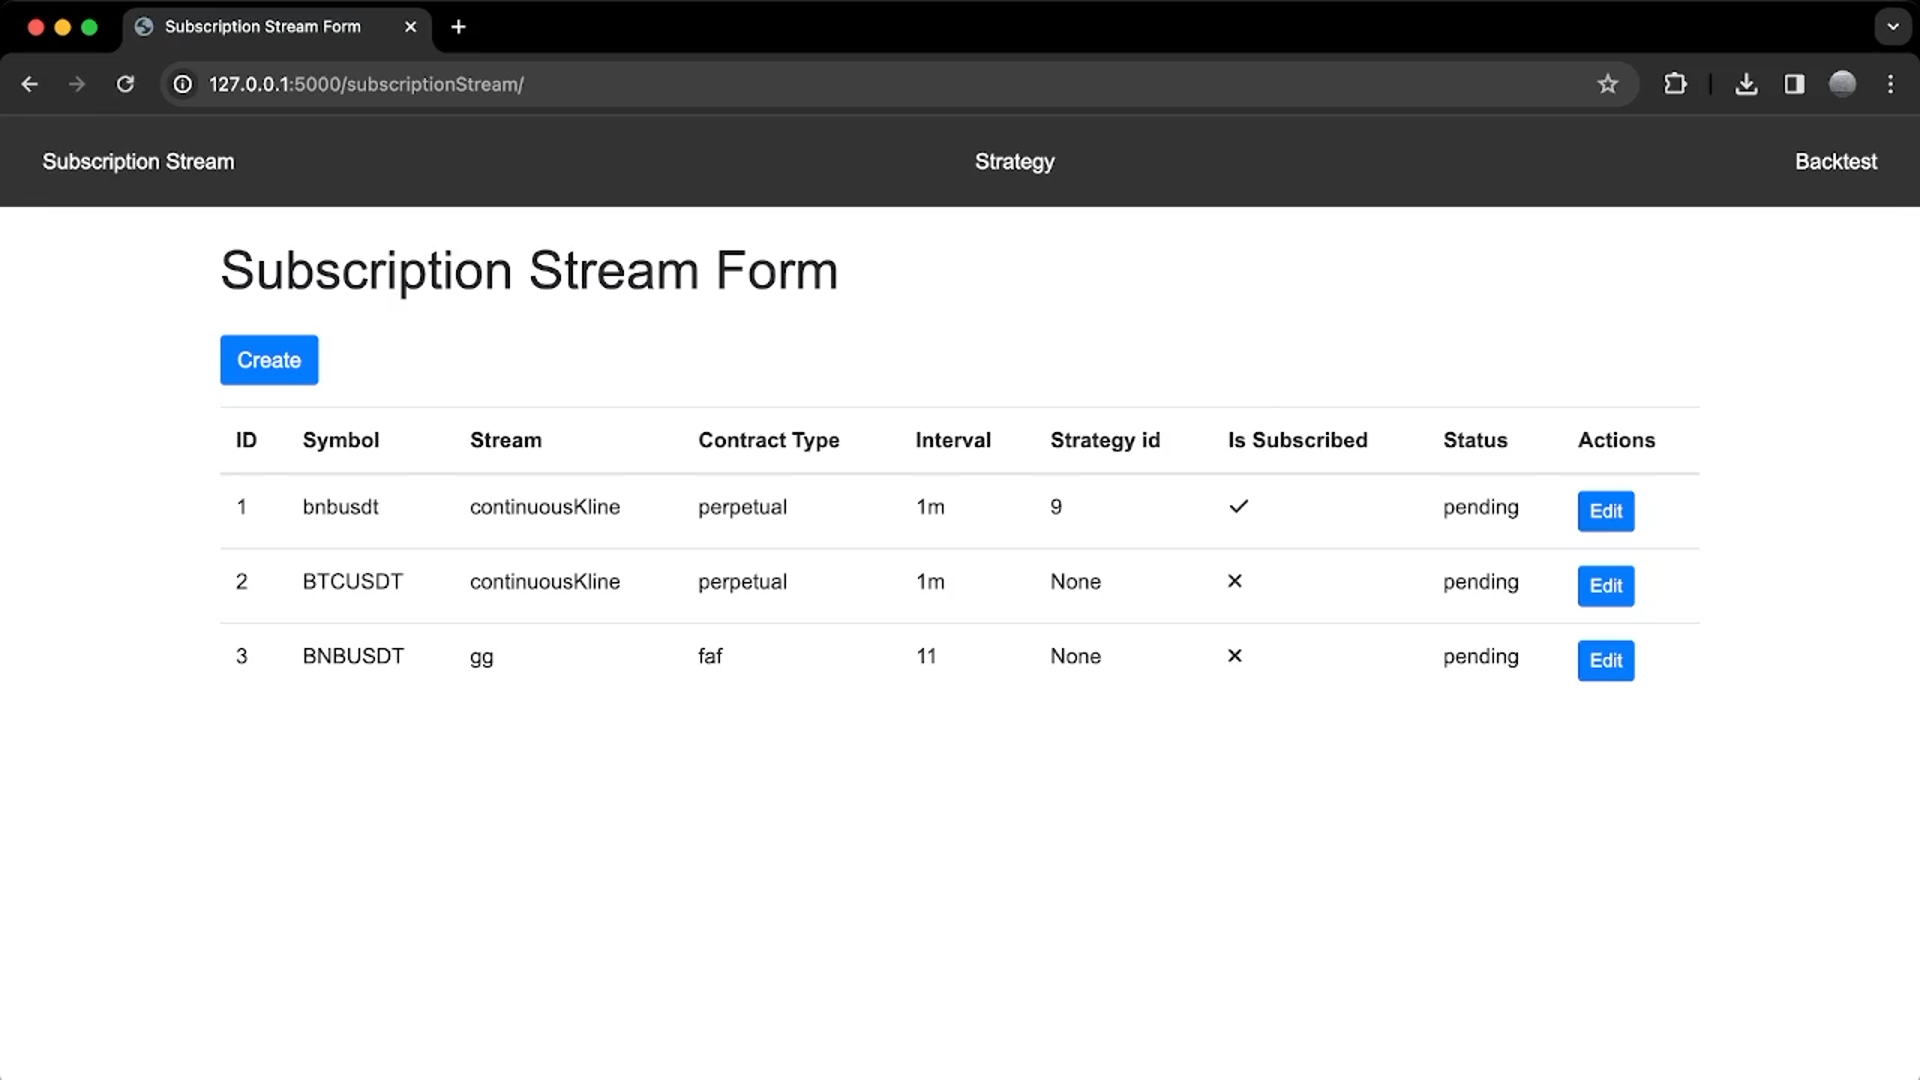 Subscription Stream Form
127.0.0.1:5000/subscriptionStream/
Subscription Stream Strategy Backtest
Subscription Stream Form
Create
ID Symbol Stream Contract Type Interval Strategy id Is Subscribed Status Actions
1 bnbusdt continuousKline perpetual 1m 9 ✓ pending Edit
2 BTCUSDT continuousKline perpetual 1m None ✕ pending Edit
3 BNBUSDT gg faf 11 None ✕ pending Edit